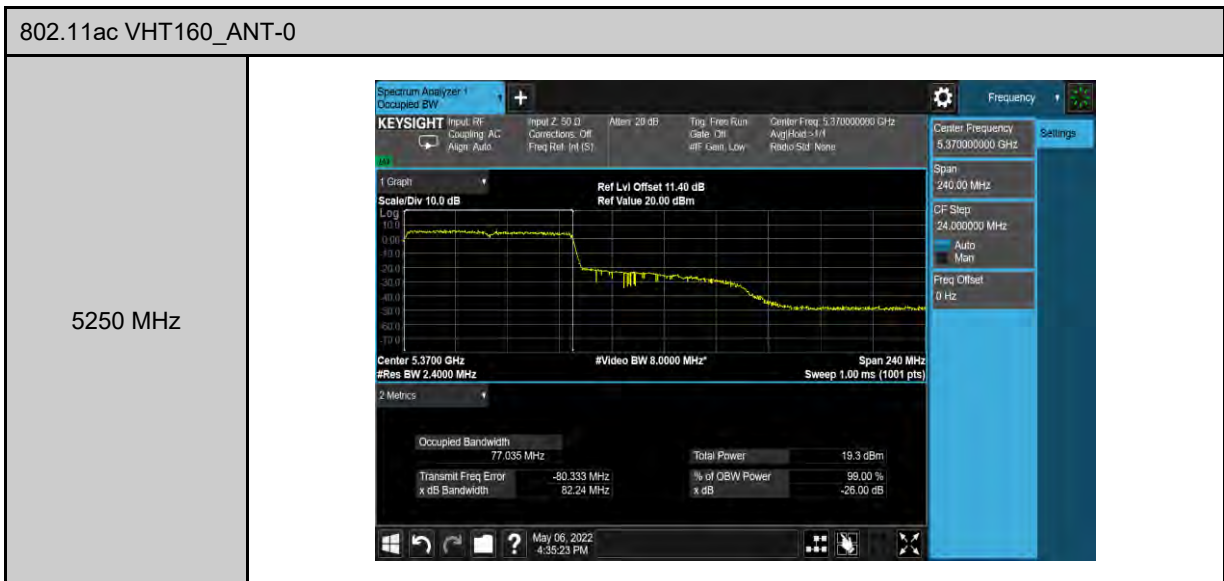 802.11ac VHT160_ANT-0
5250 MHz
Spectrum Analyzer 1
Occupied BW
+
Frequency
KEYSIGHT
Input: RF
Coupling: AC
Align: Auto
Input Z: 50 Ω
Corrections: Off
Freq Ref: Int (S)
Atten: 20 dB
Trig: Free Run
Gate: Off
#IF Gain: Low
Center Freq: 5.370000000 GHz
Avg|Hold:>1/1
Radio Std: None
Center Frequency
5.370000000 GHz
Settings
Span
240.00 MHz
CF Step
24.000000 MHz
Auto
Man
Freq Offset
0 Hz
1 Graph
Scale/Div 10.0 dB
Ref Lvl Offset 11.40 dB
Ref Value 20.00 dBm
Log
10.0
0.00
-10.0
-20.0
-30.0
-40.0
-50.0
-60.0
-70.0
Center 5.3700 GHz
#Res BW 2.4000 MHz
#Video BW 8.0000 MHz*
Span 240 MHz
Sweep 1.00 ms (1001 pts)
2 Metrics
Occupied Bandwidth
77.035 MHz
Total Power 19.3 dBm
Transmit Freq Error -80.333 MHz
% of OBW Power 99.00 %
x dB Bandwidth 82.24 MHz
x dB -26.00 dB
?
May 06, 2022
4:35:23 PM